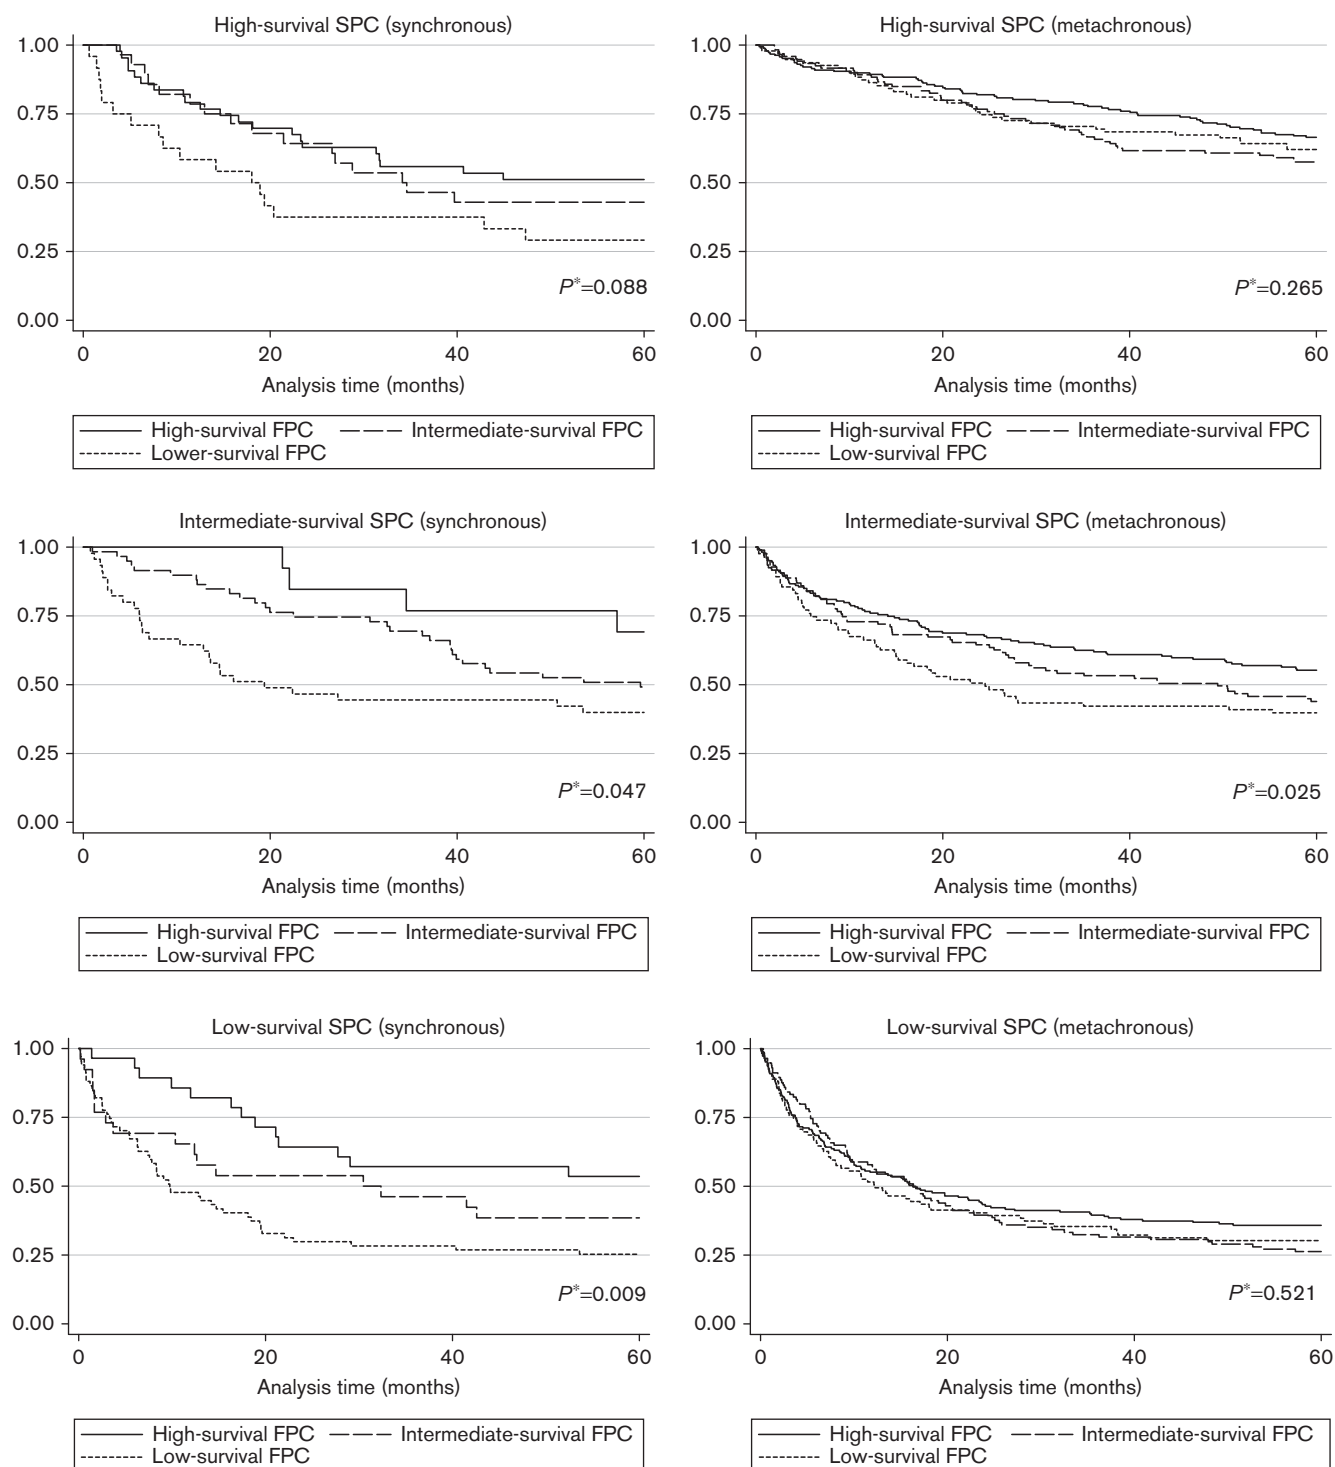 High-survival SPC (synchronous)
1.00
0.75
0.50
0.25
0.00
P*=0.088
0 20 40 60
Analysis time (months)
High-survival FPC Intermediate-survival FPC
Lower-survival FPC
High-survival SPC (metachronous)
1.00
0.75
0.50
0.25
0.00
P*=0.265
0 20 40 60
Analysis time (months)
High-survival FPC Intermediate-survival FPC
Low-survival FPC
Intermediate-survival SPC (synchronous)
1.00
0.75
0.50
0.25
0.00
P*=0.047
0 20 40 60
Analysis time (months)
High-survival FPC Intermediate-survival FPC
Low-survival FPC
Intermediate-survival SPC (metachronous)
1.00
0.75
0.50
0.25
0.00
P*=0.025
0 20 40 60
Analysis time (months)
High-survival FPC Intermediate-survival FPC
Low-survival FPC
Low-survival SPC (synchronous)
1.00
0.75
0.50
0.25
0.00
P*=0.009
0 20 40 60
Analysis time (months)
High-survival FPC Intermediate-survival FPC
Low-survival FPC
Low-survival SPC (metachronous)
1.00
0.75
0.50
0.25
0.00
P*=0.521
0 20 40 60
Analysis time (months)
High-survival FPC Intermediate-survival FPC
Low-survival FPC